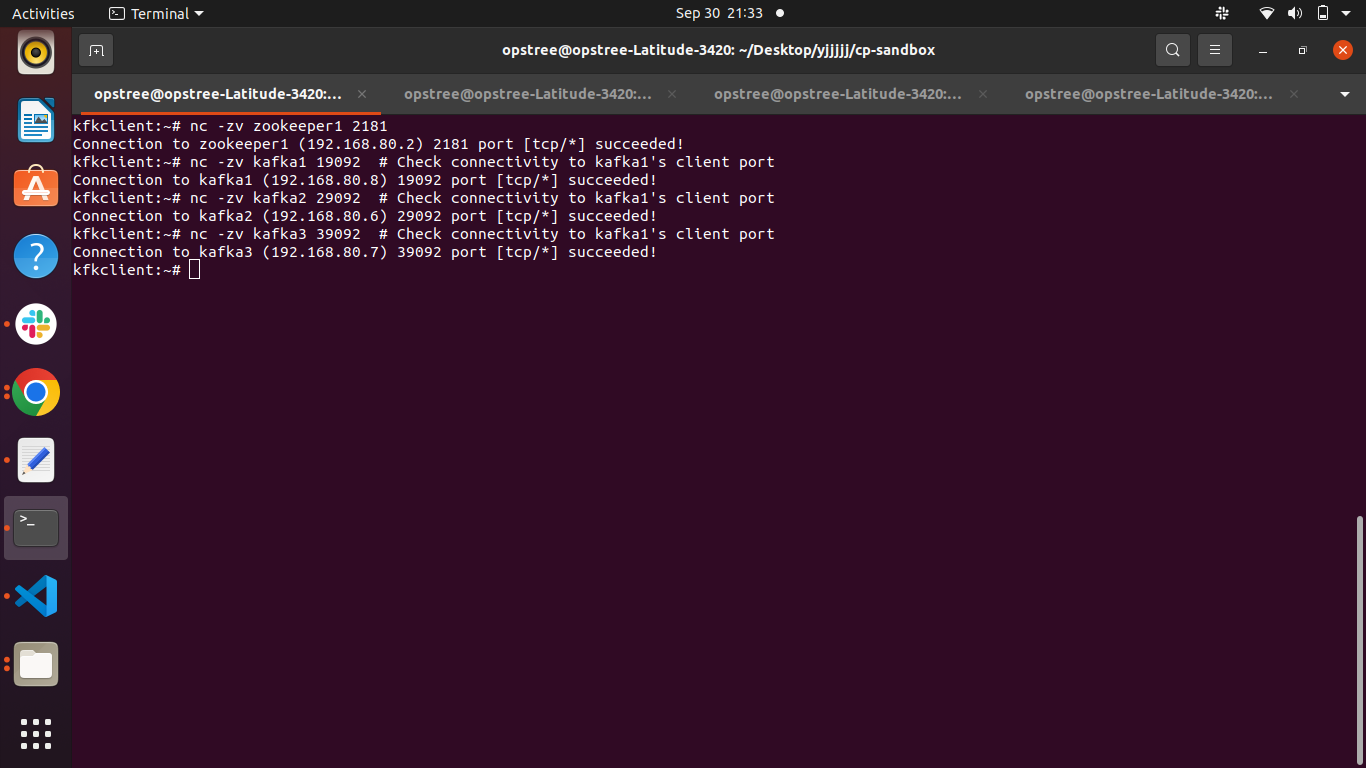 Activities
Terminal
Sep 30 21:33
opstree@opstree-Latitude-3420: ~/Desktop/yjjjjj/cp-sandbox
opstree@opstree-Latitude-3420:...
opstree@opstree-Latitude-3420:...
opstree@opstree-Latitude-3420:...
opstree@opstree-Latitude-3420:...
kfkclient:~# nc -zv zookeeper1 2181
Connection to zookeeper1 (192.168.80.2) 2181 port [tcp/*] succeeded!
kfkclient:~# nc -zv kafka1 19092  # Check connectivity to kafka1's client port
Connection to kafka1 (192.168.80.8) 19092 port [tcp/*] succeeded!
kfkclient:~# nc -zv kafka2 29092  # Check connectivity to kafka1's client port
Connection to kafka2 (192.168.80.6) 29092 port [tcp/*] succeeded!
kfkclient:~# nc -zv kafka3 39092  # Check connectivity to kafka1's client port
Connection to kafka3 (192.168.80.7) 39092 port [tcp/*] succeeded!
kfkclient:~#